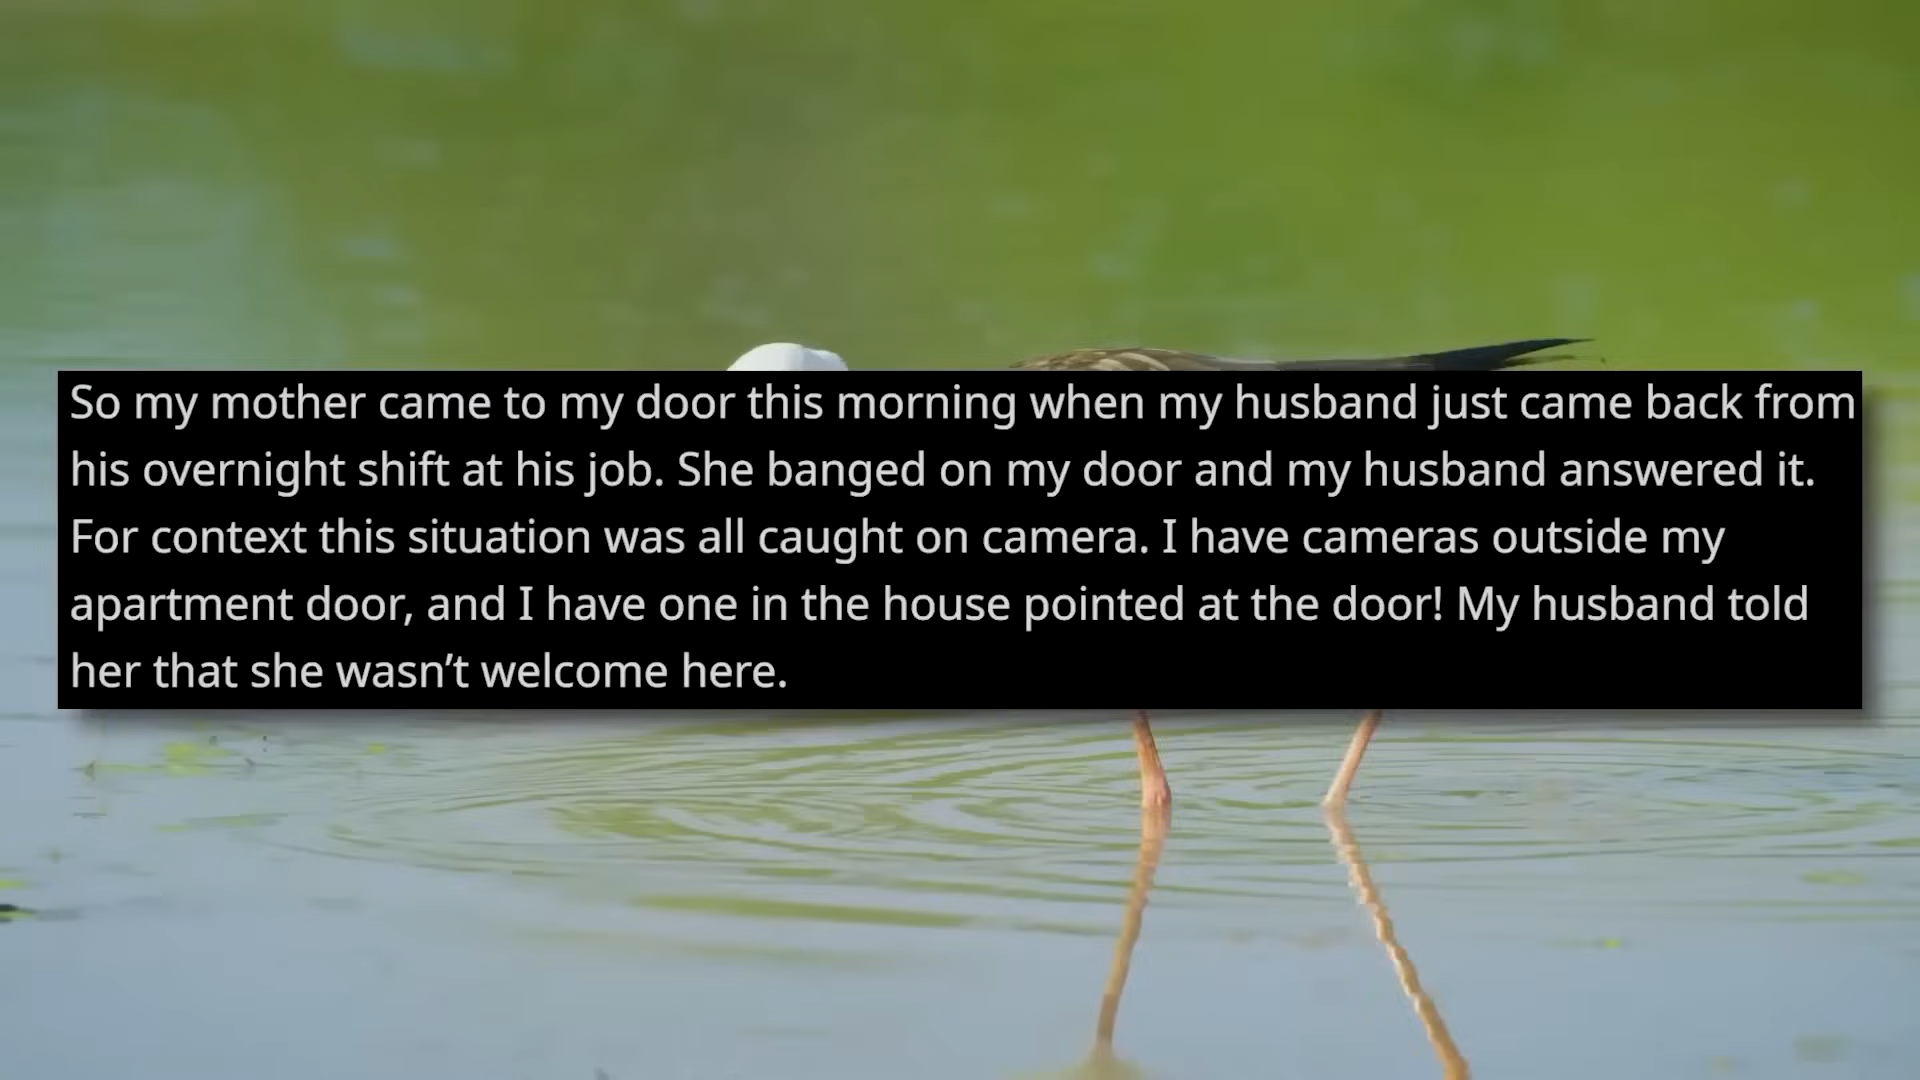 So my mother came to my door this morning when my husband just came back from
his overnight shift at his job. She banged on my door and my husband answered it.
For context this situation was all caught on camera. I have cameras outside my
apartment door, and I have one in the house pointed at the door! My husband told
her that she wasn’t welcome here.